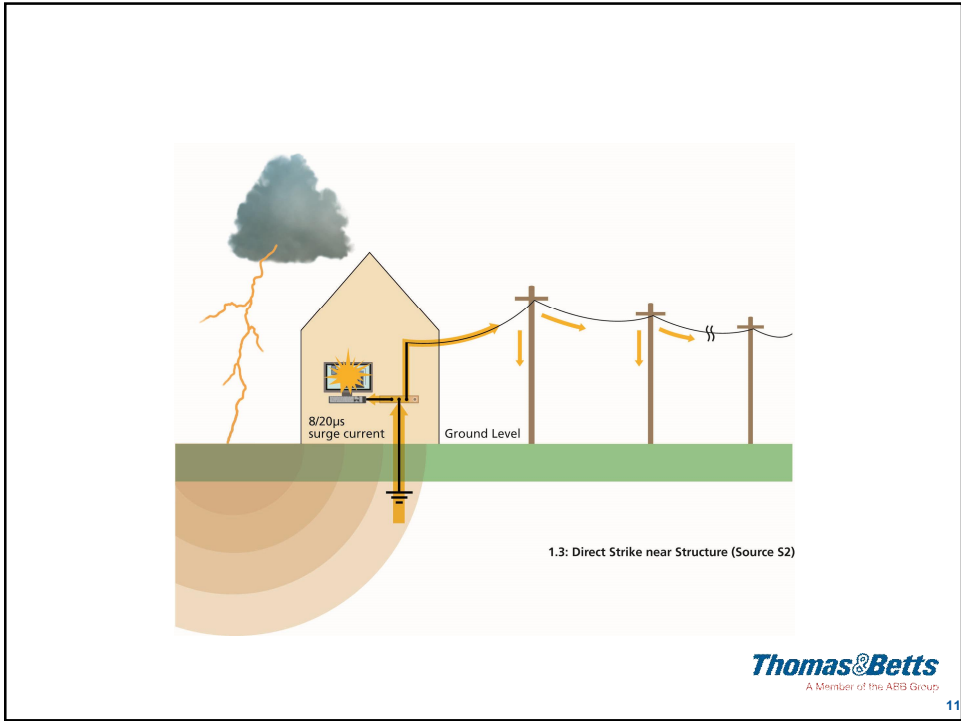 8/20µs
surge current
Ground Level
1.3: Direct Strike near Structure (Source S2)
Thomas&Betts
A Member of the ABB Group
11